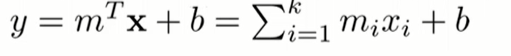 y = m^T x + b = ∑_{i=1}^{k} m_i x_i + b